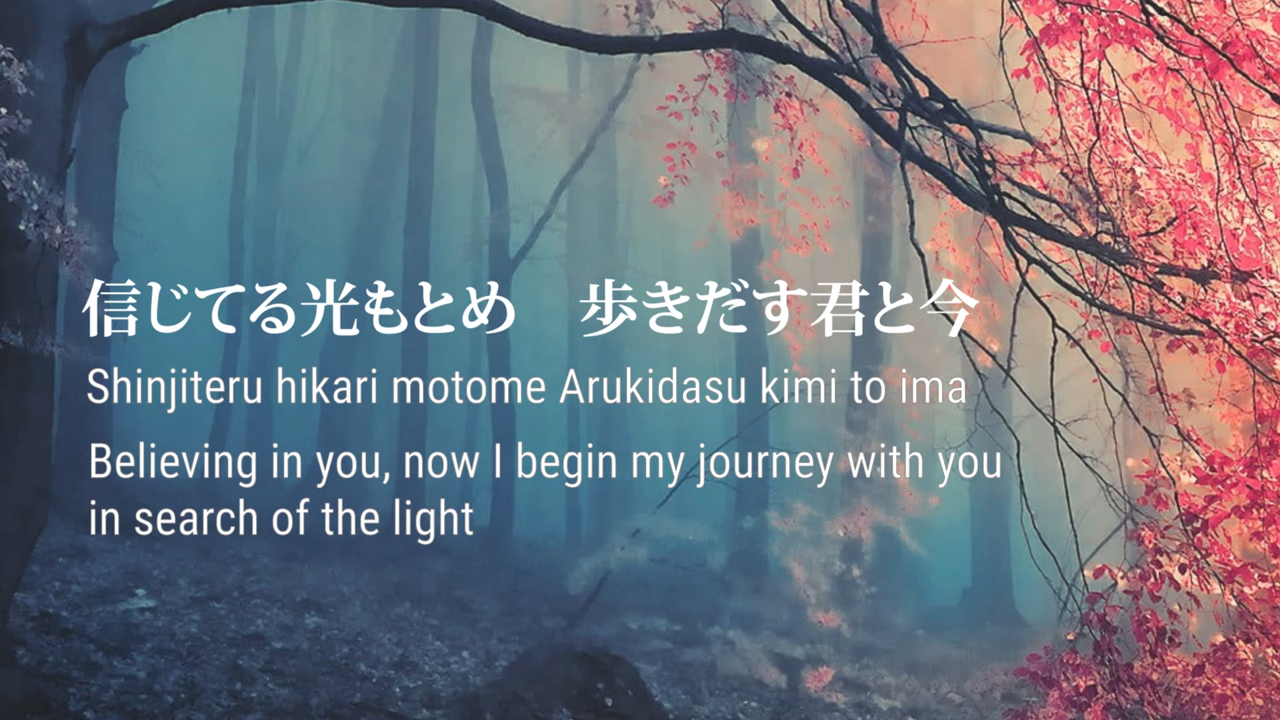 信じてる光もとめ　歩きだす君と今
Shinjiteru hikari motome Arukidasu kimi to ima
Believing in you, now I begin my journey with you
in search of the light